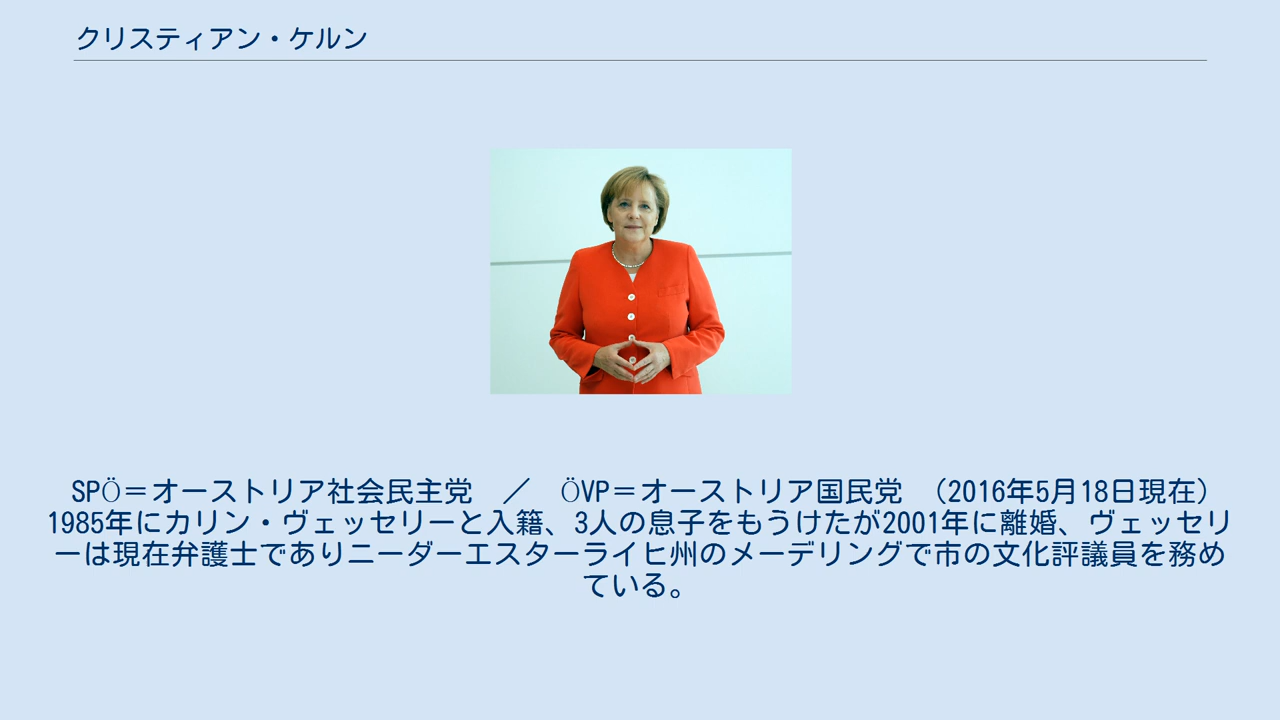 クリスティアン・ケルン
SPÖ＝オーストリア社会民主党　／　ÖVP＝オーストリア国民党　（2016年5月18日現在）
1985年にカリン・ヴェッセリーと入籍、3人の息子をもうけたが2001年に離婚、ヴェッセリ
ーは現在弁護士でありニーダーエスターライヒ州のメーデリングで市の文化評議員を務め
ている。